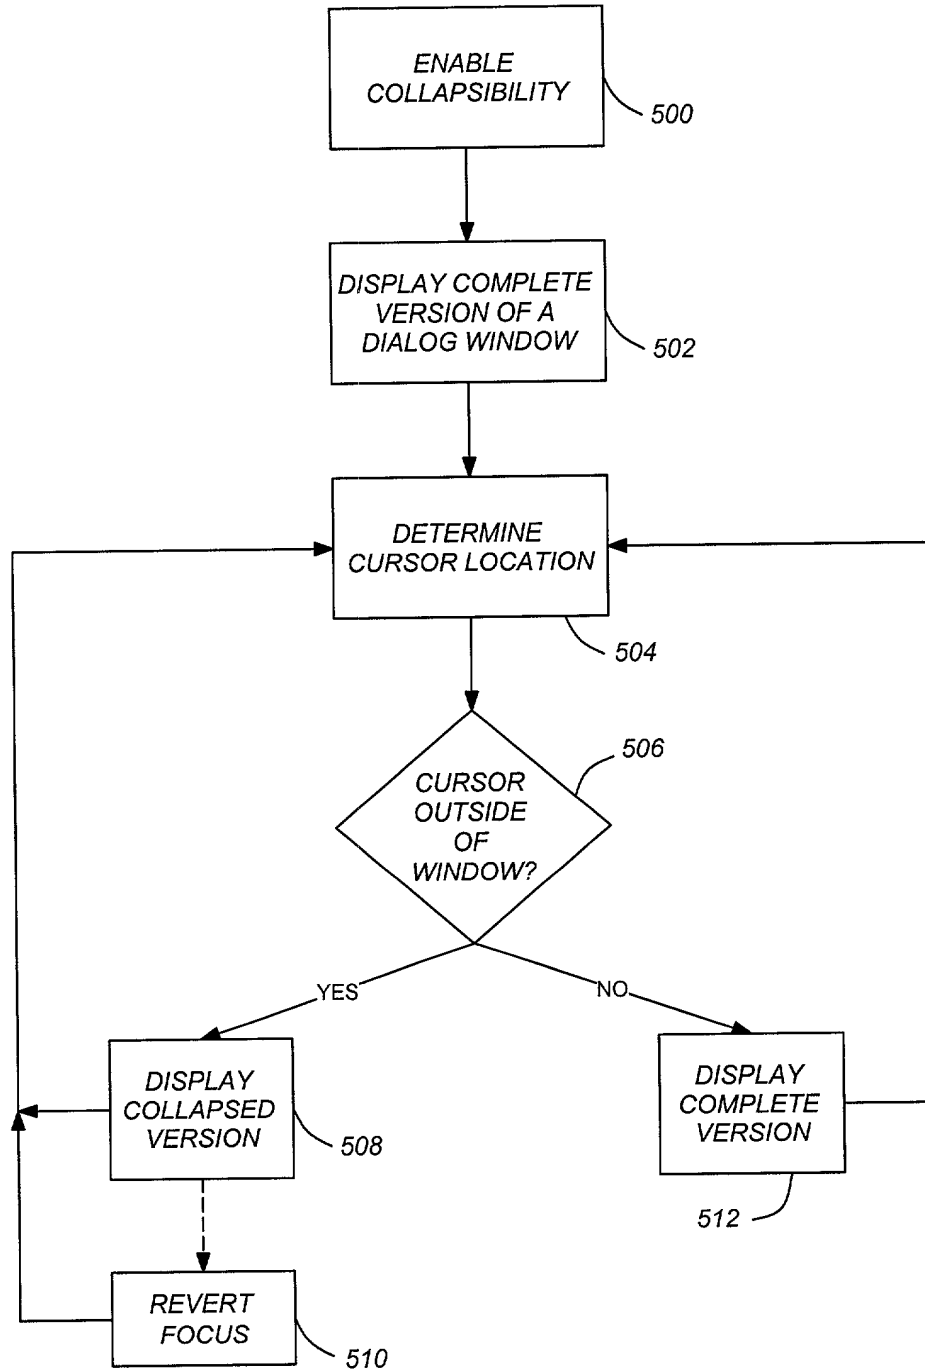 ENABLE
COLLAPSIBILITY
500
DISPLAY COMPLETE
VERSION OF A
DIALOG WINDOW
502
DETERMINE
CURSOR LOCATION
504
506
CURSOR
OUTSIDE
OF
WINDOW?
YES
NO
DISPLAY
COLLAPSED
VERSION
508
DISPLAY
COMPLETE
VERSION
512
REVERT
FOCUS
510